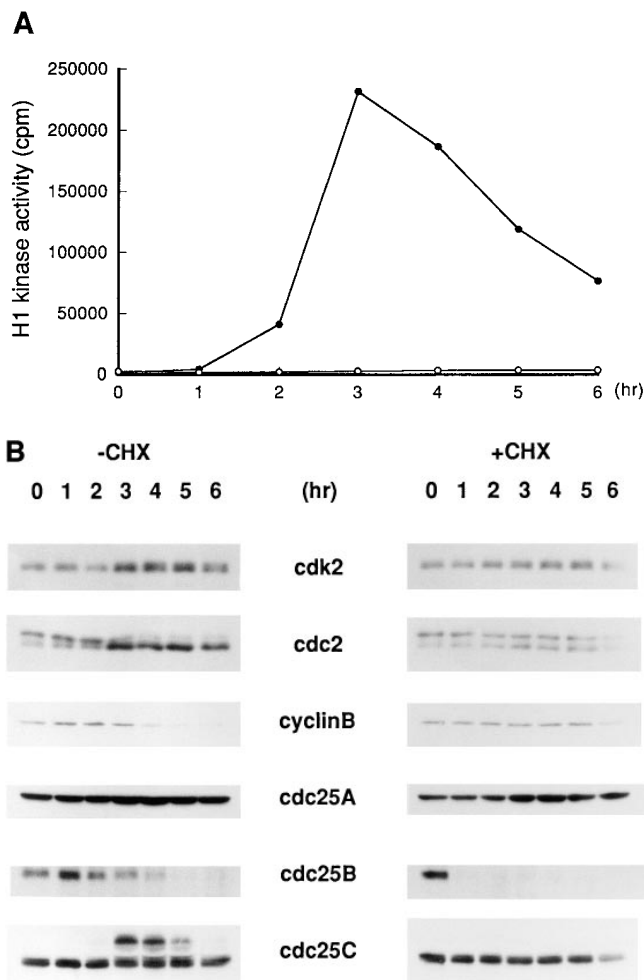 A
H1 kinase activity (cpm)
250000
200000
150000
100000
50000
0
0 1 2 3 4 5 6 (hr)
B
-CHX +CHX
0 1 2 3 4 5 6 (hr) 0 1 2 3 4 5 6
cdk2
cdc2
cyclinB
cdc25A
cdc25B
cdc25C